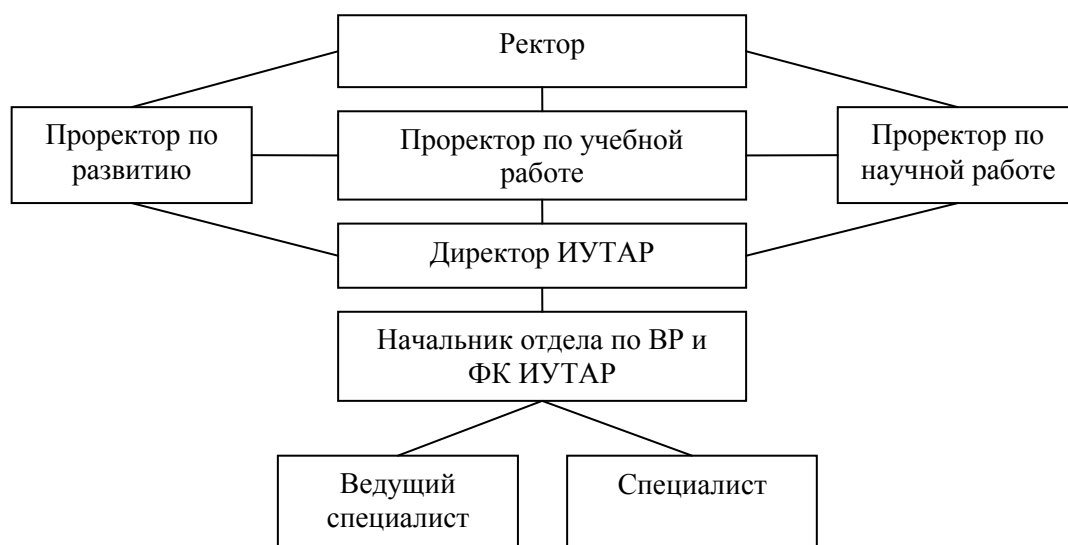 Ректор
Проректор по
развитию
Проректор по учебной
работе
Проректор по
научной работе
Директор ИУТАР
Начальник отдела по ВР и
ФК ИУТАР
Ведущий
специалист
Специалист